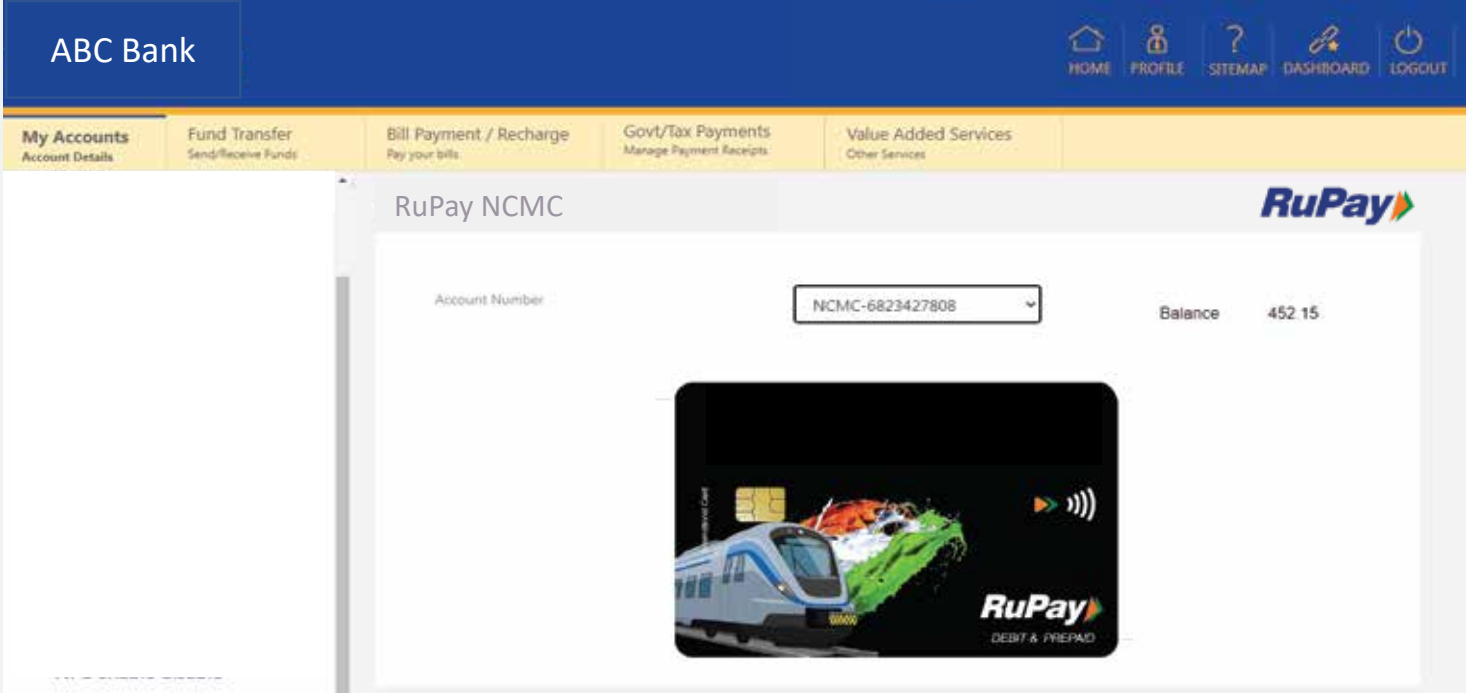 ABC Bank
HOME PROFILE SITEMAP DASHBOARD LOGOUT
My Accounts Fund Transfer Bill Payment / Recharge Govt/Tax Payments Value Added Services
Account Details Send/Receive Funds Pay your bills Manage Payment Receipts Other Services
RuPay NCMC RuPay
Account Number NCMC-6823427808 Balance 452.15
Card
RuPay
DEBIT & PREPAID